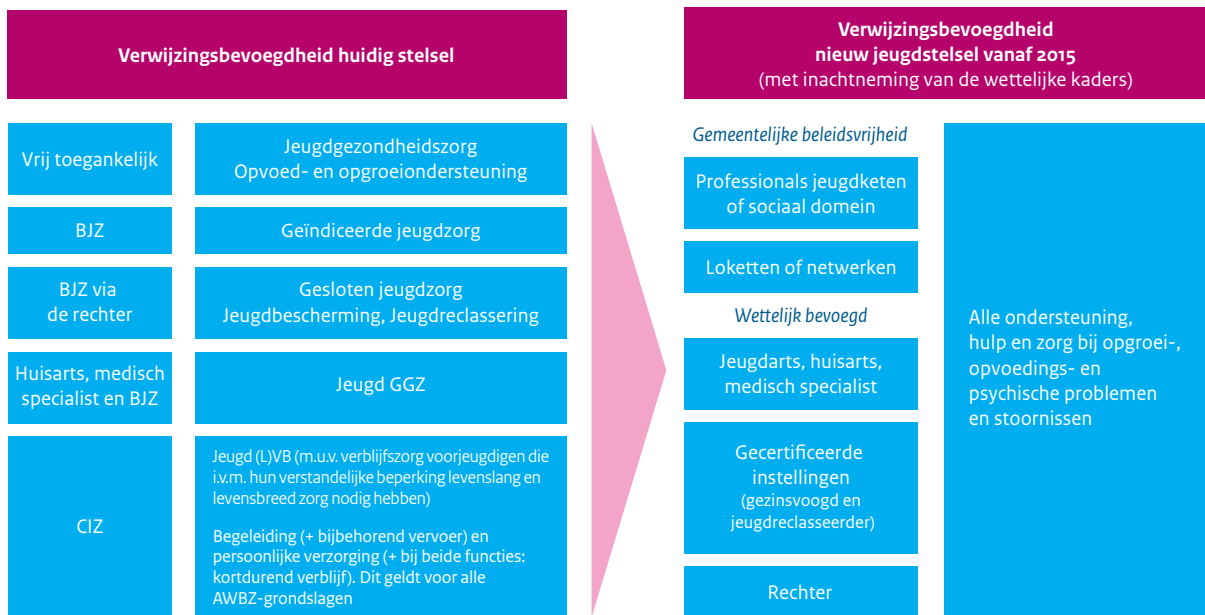 Verwijzingsbevoegdheid huidig stelsel
Vrij toegankelijk
Jeugdgezondheidszorg
Opvoed- en opgroeiondersteuning
BJZ
Geïndiceerde jeugdzorg
BJZ via
de rechter
Gesloten jeugdzorg
Jeugdbescherming, Jeugdreclassering
Huisarts, medisch
specialist en BJZ
Jeugd GGZ
CIZ
Jeugd (L)VB (m.u.v. verblijfszorg voorjeugdigen die
i.v.m. hun verstandelijke beperking levenslang en
levensbreed zorg nodig hebben)
Begeleiding (+ bijbehorend vervoer) en
persoonlijke verzorging (+ bij beide functies:
kortdurend verblijf). Dit geldt voor alle
AWBZ-grondslagen
Verwijzingsbevoegdheid
nieuw jeugdstelsel vanaf 2015
(met inachtneming van de wettelijke kaders)
Gemeentelijke beleidsvrijheid
Professionals jeugdketen
of sociaal domein
Loketten of netwerken
Wettelijk bevoegd
Jeugdarts, huisarts,
medisch specialist
Gecertificeerde
instellingen
(gezinsvoogd en
jeugdreclasseerder)
Rechter
Alle ondersteuning,
hulp en zorg bij opgroei-,
opvoedings- en
psychische problemen
en stoornissen